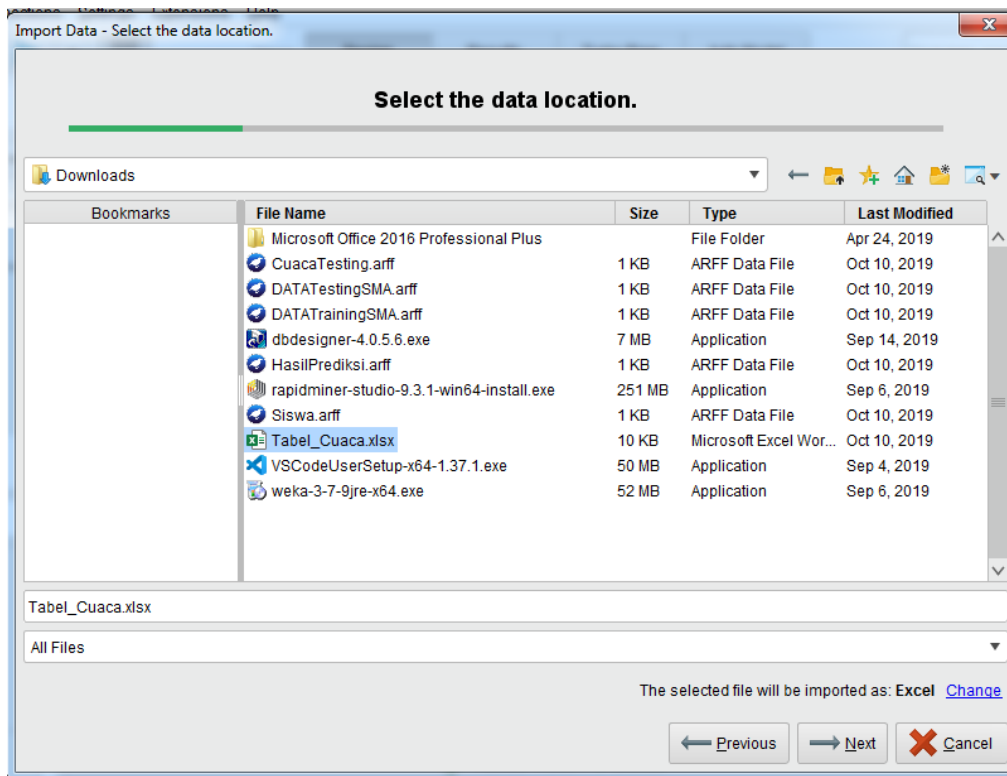 Import Data - Select the data location.
Select the data location.
Downloads
Bookmarks File Name Size Type Last Modified
Microsoft Office 2016 Professional Plus File Folder Apr 24, 2019
CuacaTesting.arff 1 KB ARFF Data File Oct 10, 2019
DATATestingSMA.arff 1 KB ARFF Data File Oct 10, 2019
DATATrainingSMA.arff 1 KB ARFF Data File Oct 10, 2019
dbdesigner-4.0.5.6.exe 7 MB Application Sep 14, 2019
HasilPrediksi.arff 1 KB ARFF Data File Oct 10, 2019
rapidminer-studio-9.3.1-win64-install.exe 251 MB Application Sep 6, 2019
Siswa.arff 1 KB ARFF Data File Oct 10, 2019
Tabel_Cuaca.xlsx 10 KB Microsoft Excel Wor... Oct 10, 2019
VSCodeUserSetup-x64-1.37.1.exe 50 MB Application Sep 4, 2019
weka-3-7-9jre-x64.exe 52 MB Application Sep 6, 2019
Tabel_Cuaca.xlsx
All Files
The selected file will be imported as: Excel Change
Previous Next Cancel